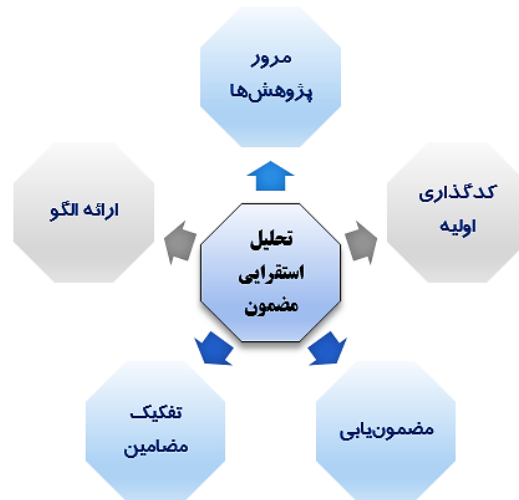 مرور
پژوهش‌ها
کدگذاری
اولیه
مضمون‌یابی
تفکیک
مضامین
ارائه الگو
تحلیل
استقرایی
مضمون